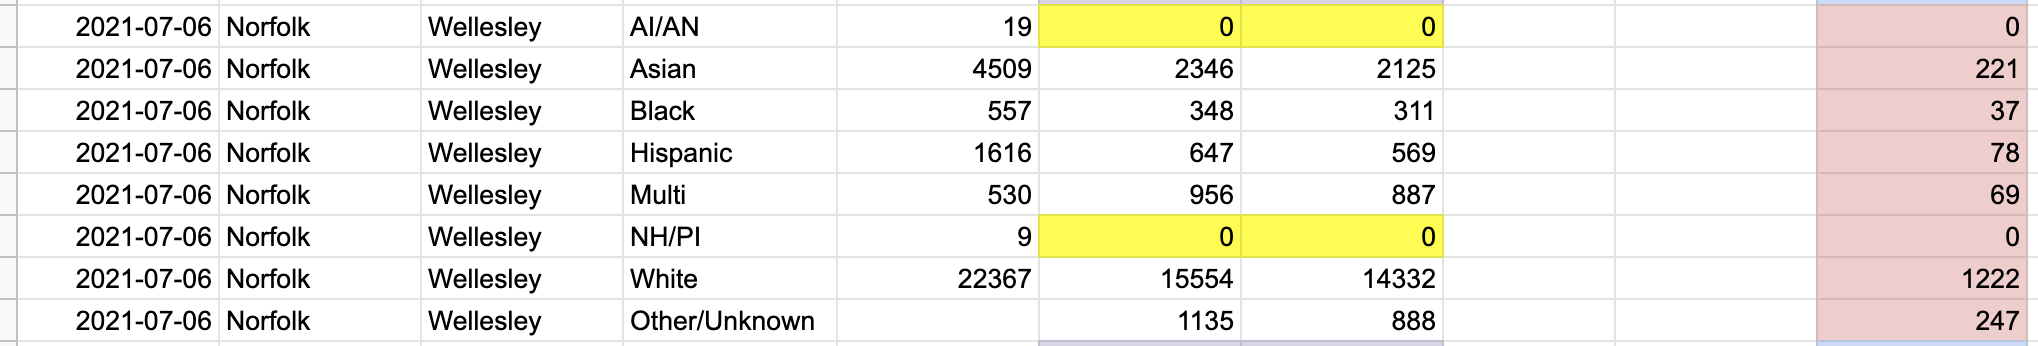 2021-07-06 Norfolk Wellesley AI/AN 19 0 0 0
2021-07-06 Norfolk Wellesley Asian 4509 2346 2125 221
2021-07-06 Norfolk Wellesley Black 557 348 311 37
2021-07-06 Norfolk Wellesley Hispanic 1616 647 569 78
2021-07-06 Norfolk Wellesley Multi 530 956 887 69
2021-07-06 Norfolk Wellesley NH/PI 9 0 0 0
2021-07-06 Norfolk Wellesley White 22367 15554 14332 1222
2021-07-06 Norfolk Wellesley Other/Unknown 1135 888 247